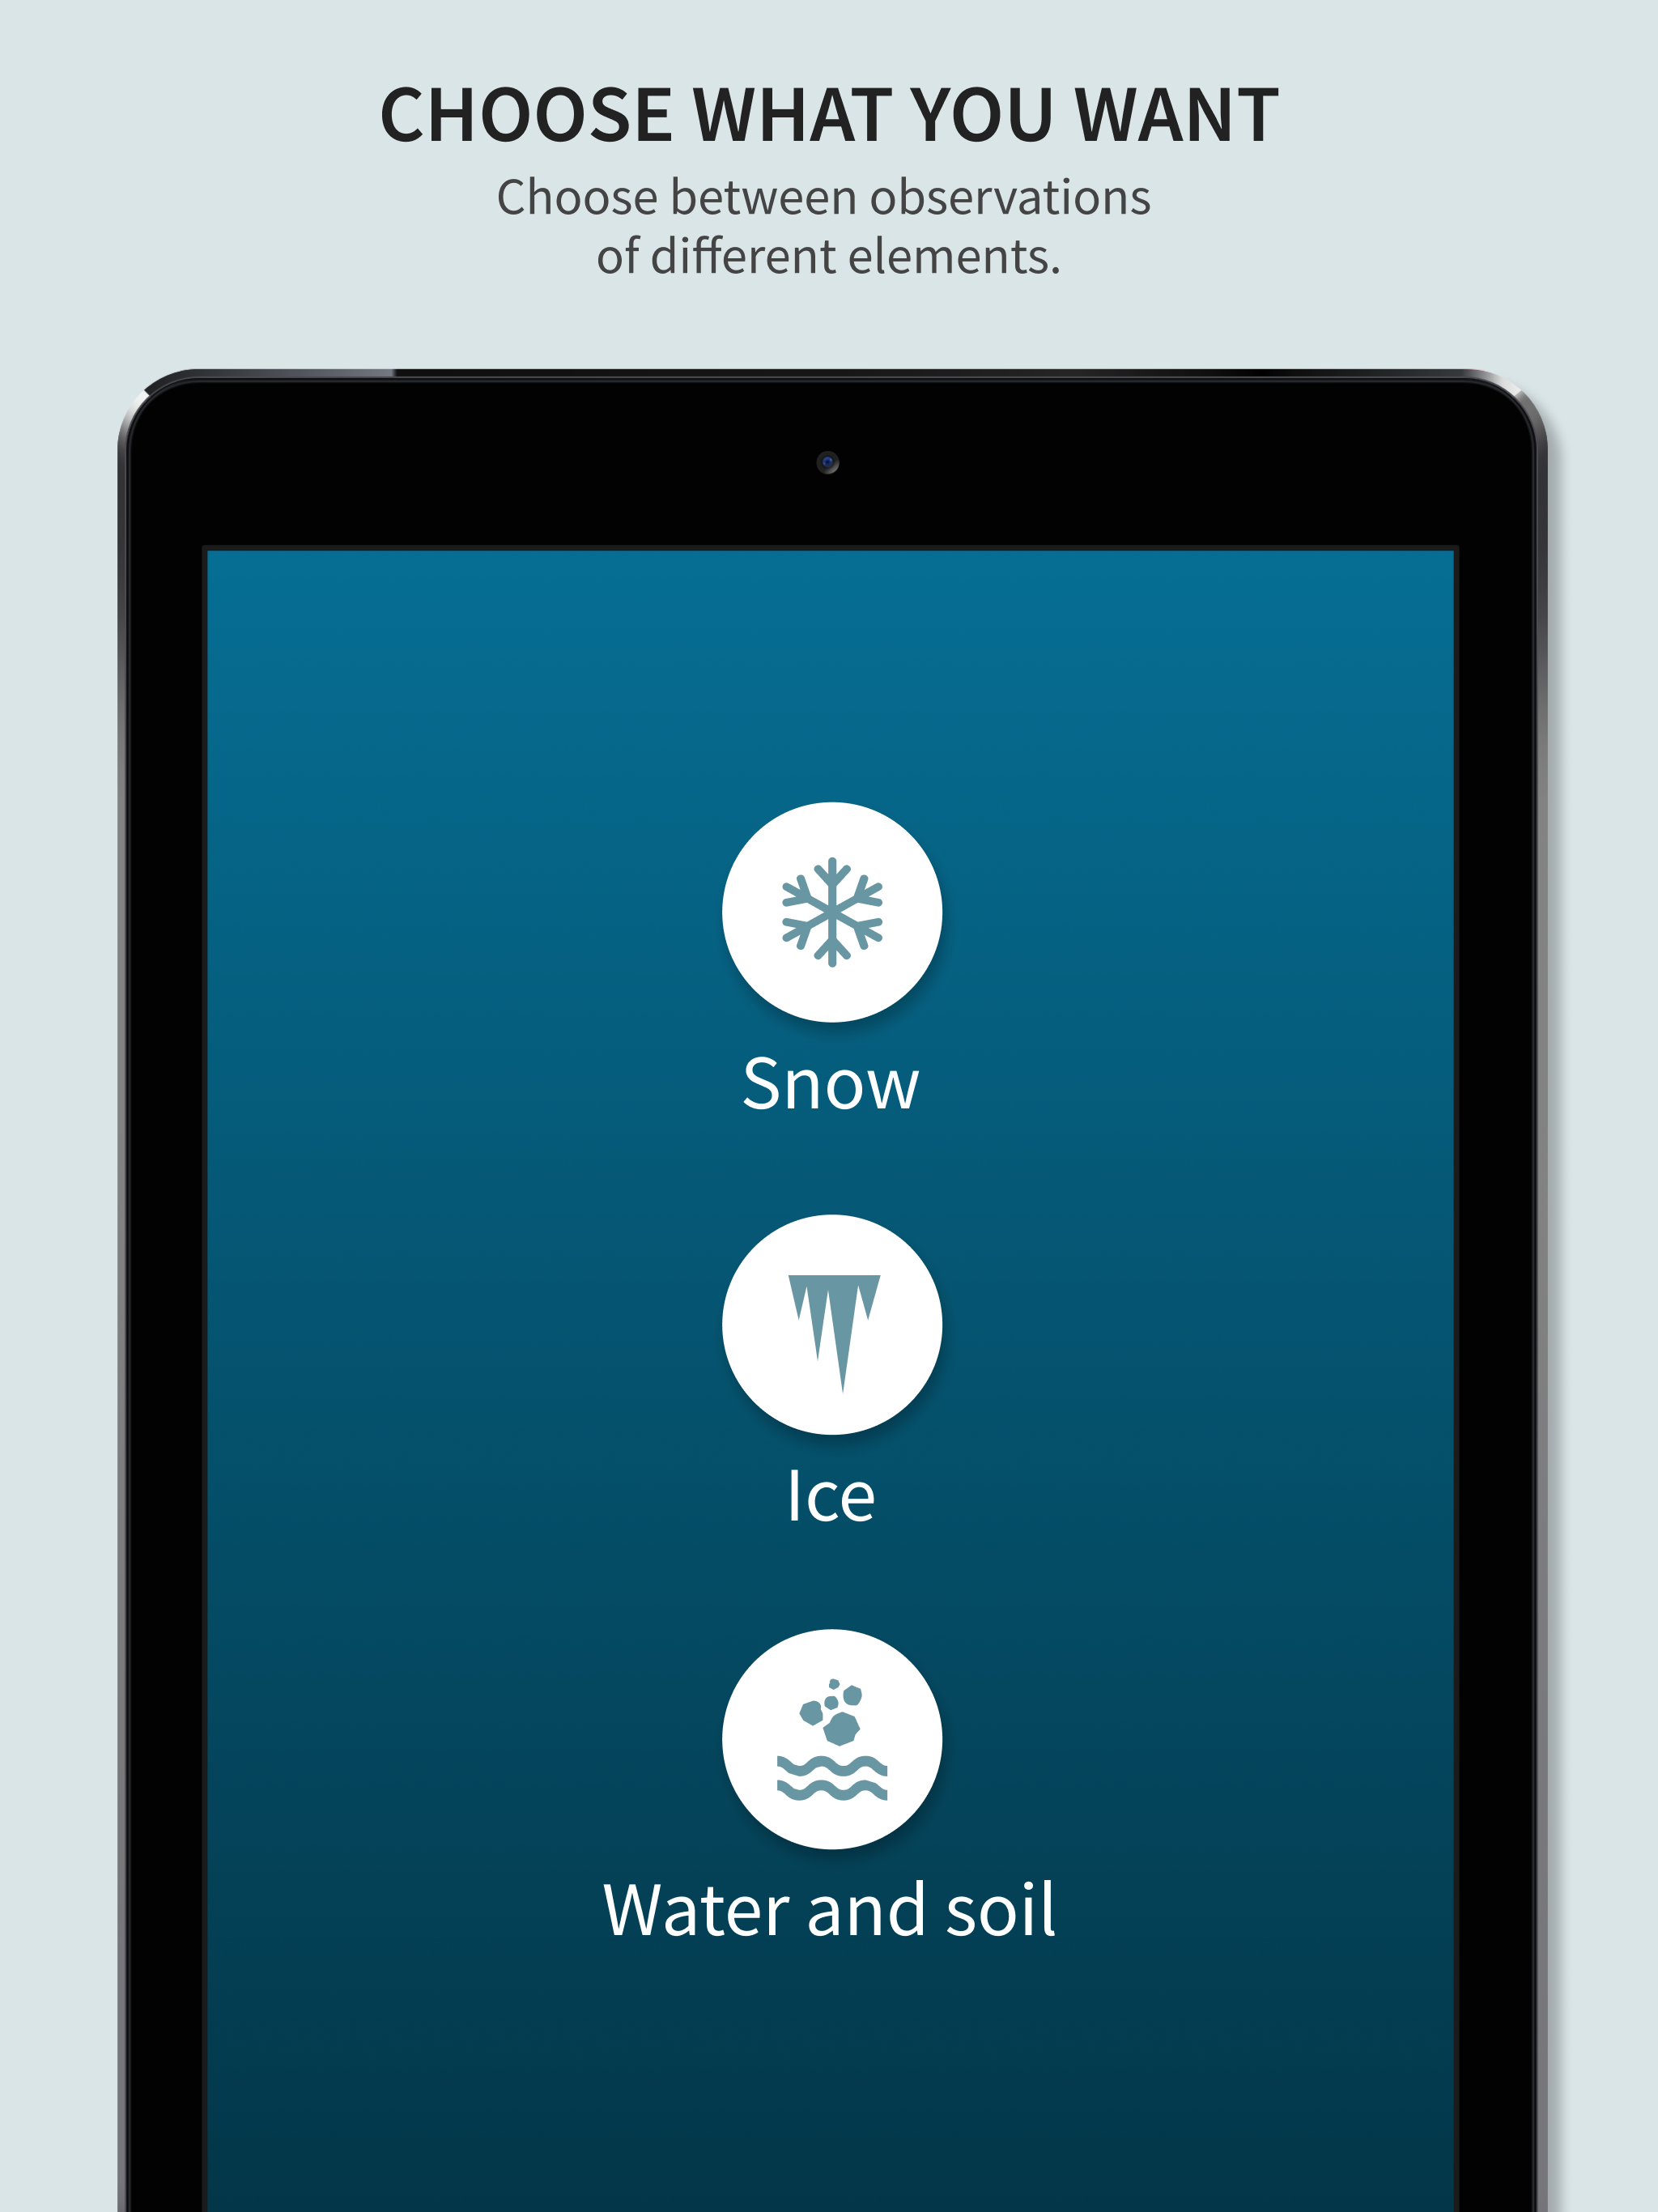 CHOOSE WHAT YOU WANT
Choose between observations
of different elements.
Snow
Ice
Water and soil